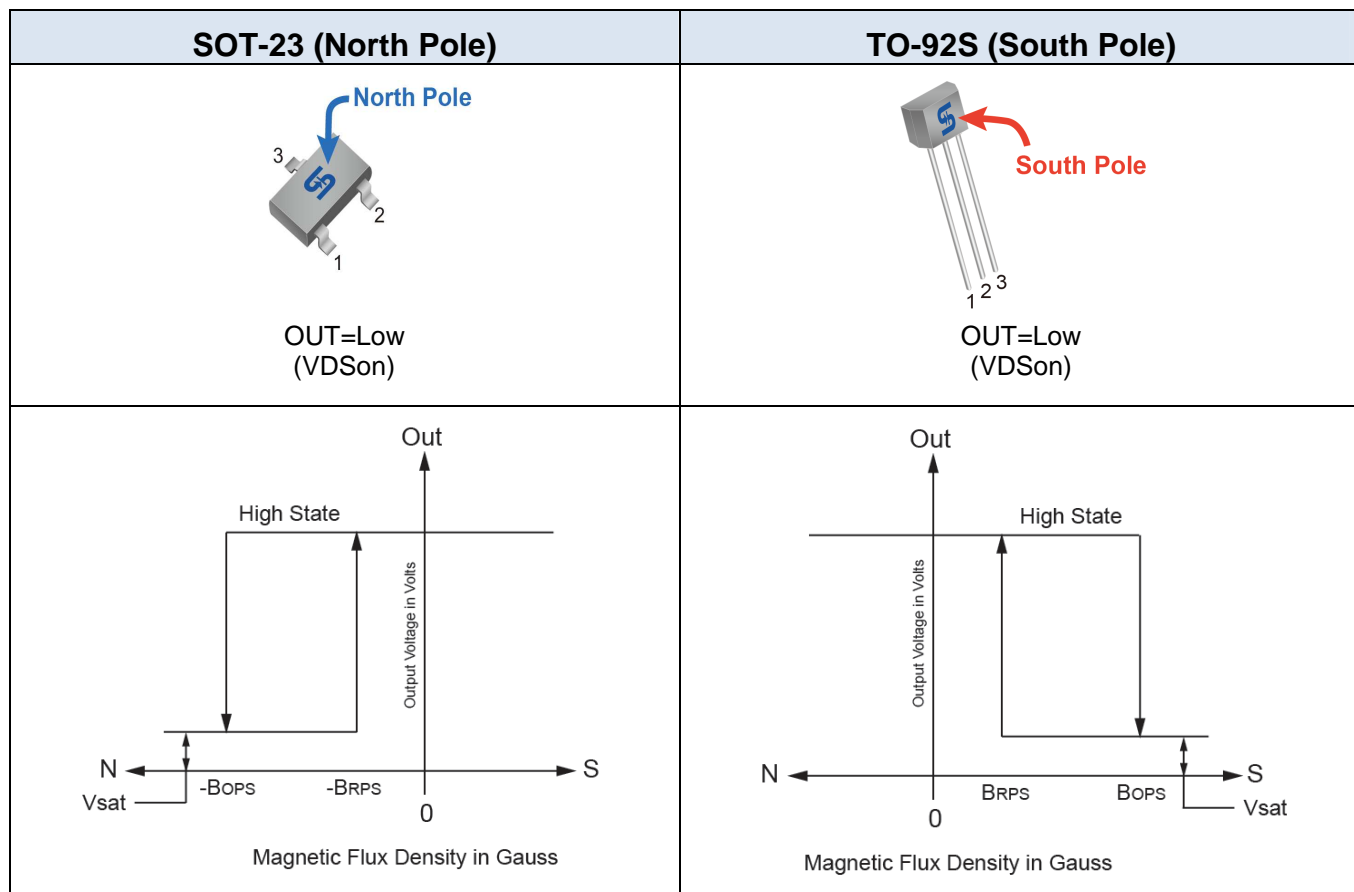 SOT-23 (North Pole)
TO-92S (South Pole)
North Pole
3
2
1
OUT=Low
(VDSon)
South Pole
1 2 3
OUT=Low
(VDSon)
Out
High State
Output Voltage in Volts
N
S
-BOPS
-BRPS
Vsat
0
Magnetic Flux Density in Gauss
Out
High State
Output Voltage in Volts
N
S
BRPS
BOPS
Vsat
0
Magnetic Flux Density in Gauss